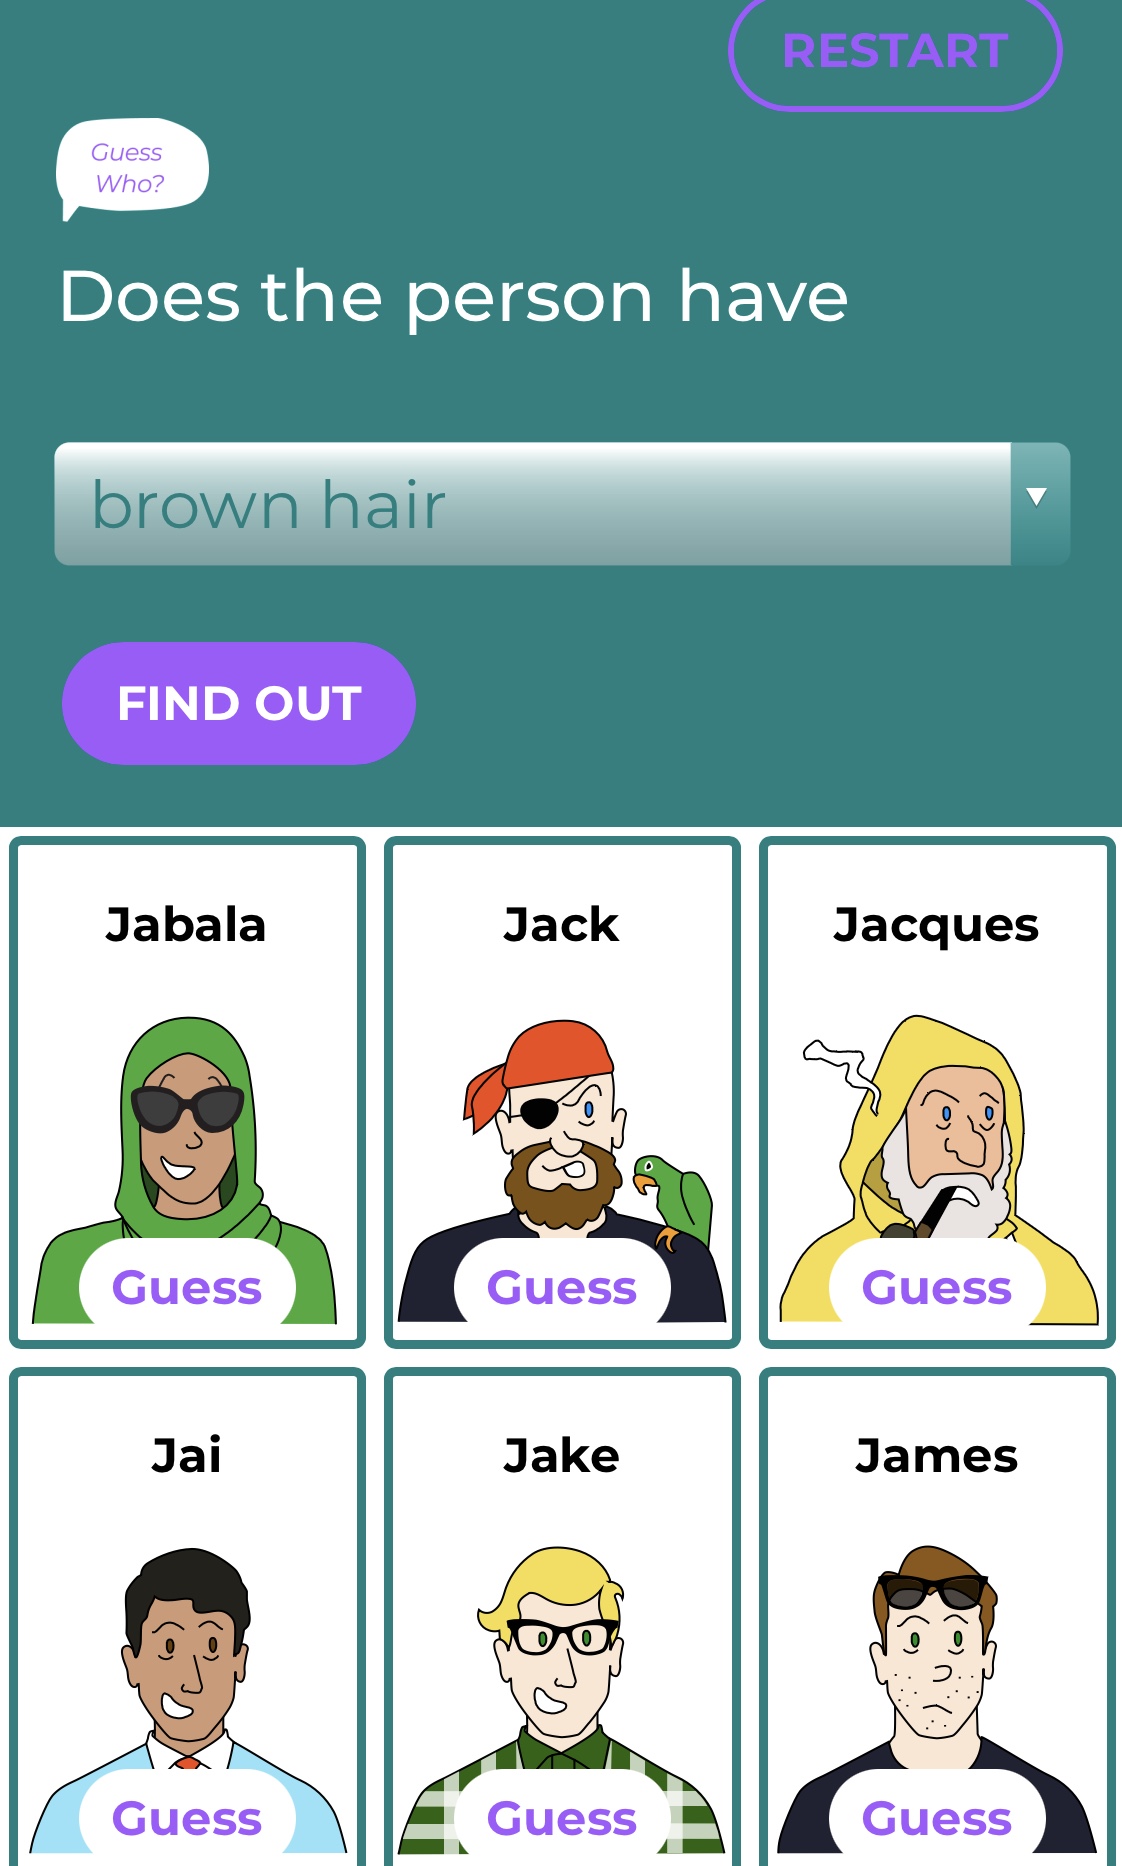 RESTART
Guess
Who?
Does the person have
brown hair
FIND OUT
Jabala
Jack
Jacques
Guess
Guess
Guess
Jai
Jake
James
Guess
Guess
Guess